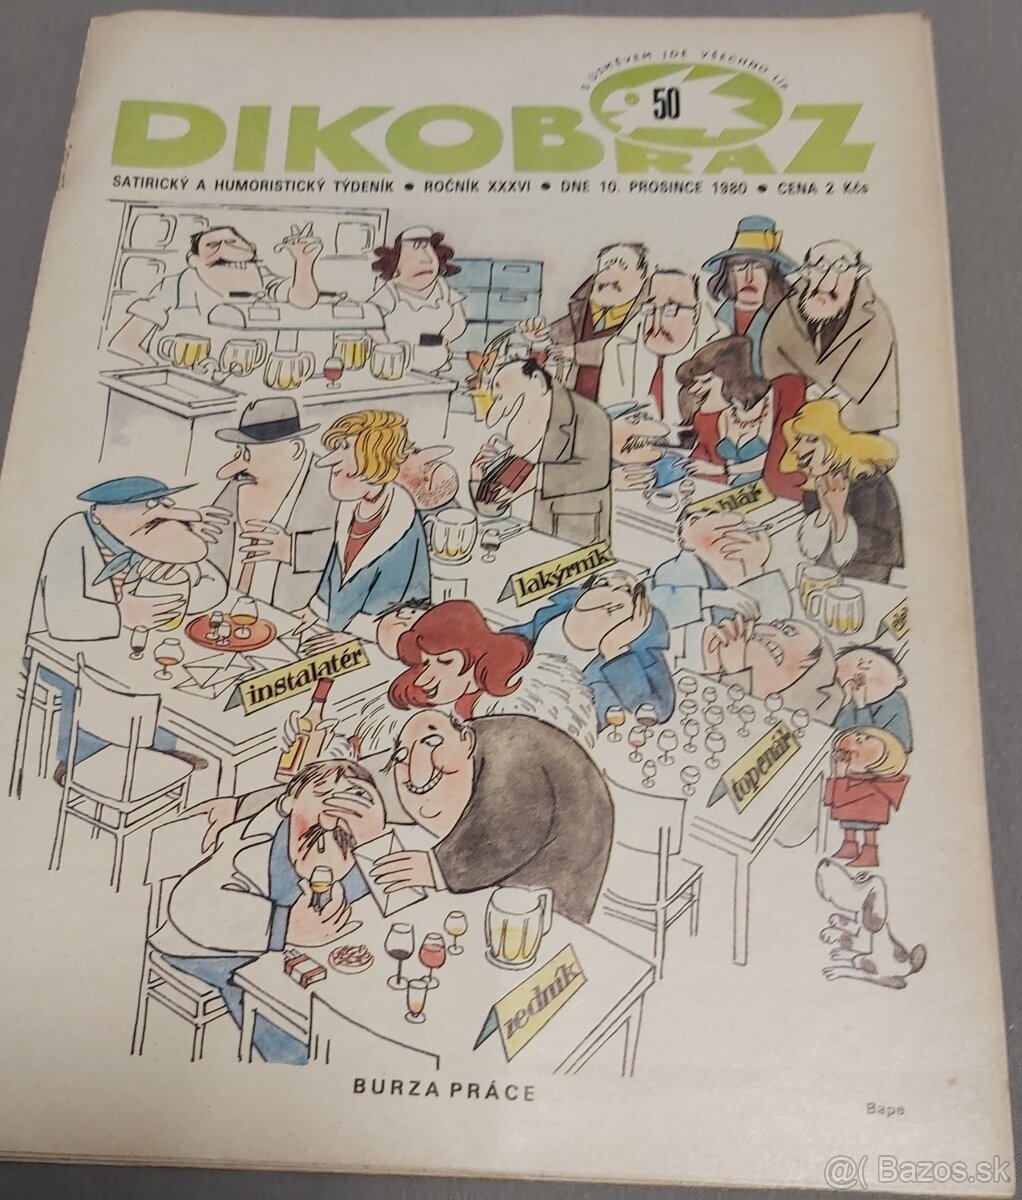 S ÚSMĚVEM JDE VŠECHNO LÍP
50
DIKOBRAZ
SATIRICKÝ A HUMORISTICKÝ TÝDENÍK ● ROČNÍK XXXVI ● DNE 10. PROSINCE 1980 ● CENA 2 Kčs
lakýrník
instalatér
topenář
zedník
BURZA PRÁCE
Bape
@( Bazos.sk